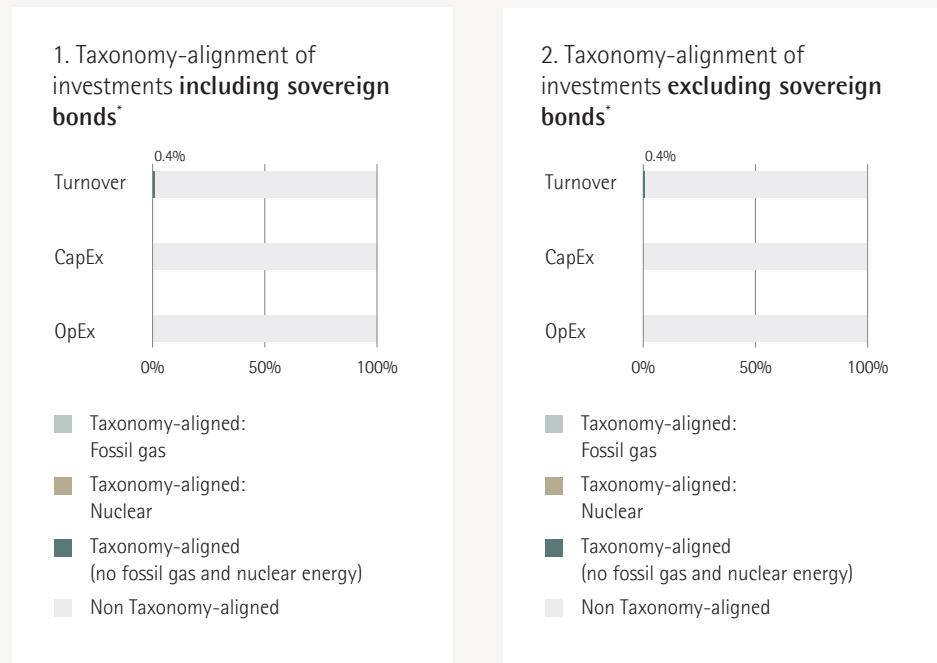 1. Taxonomy-alignment of
investments including sovereign
bonds*
0.4%
Turnover
CapEx
OpEx
0%
50%
100%
Taxonomy-aligned:
Fossil gas
Taxonomy-aligned:
Nuclear
Taxonomy-aligned
(no fossil gas and nuclear energy)
Non Taxonomy-aligned
2. Taxonomy-alignment of
investments excluding sovereign
bonds*
0.4%
Turnover
CapEx
OpEx
0%
50%
100%
Taxonomy-aligned:
Fossil gas
Taxonomy-aligned:
Nuclear
Taxonomy-aligned
(no fossil gas and nuclear energy)
Non Taxonomy-aligned